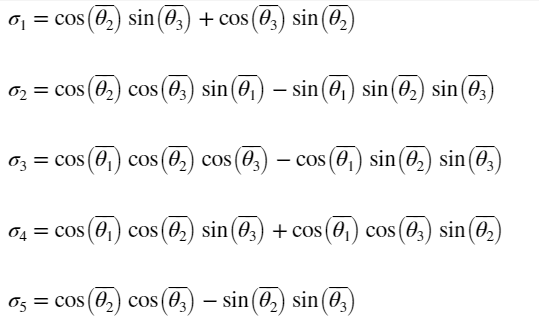 σ₁ = cos(θ̅₂) sin(θ̅₃) + cos(θ̅₃) sin(θ̅₂)
σ₂ = cos(θ̅₂) cos(θ̅₃) sin(θ̅₁) − sin(θ̅₁) sin(θ̅₂) sin(θ̅₃)
σ₃ = cos(θ̅₁) cos(θ̅₂) cos(θ̅₃) − cos(θ̅₁) sin(θ̅₂) sin(θ̅₃)
σ₄ = cos(θ̅₁) cos(θ̅₂) sin(θ̅₃) + cos(θ̅₁) cos(θ̅₃) sin(θ̅₂)
σ₅ = cos(θ̅₂) cos(θ̅₃) − sin(θ̅₂) sin(θ̅₃)